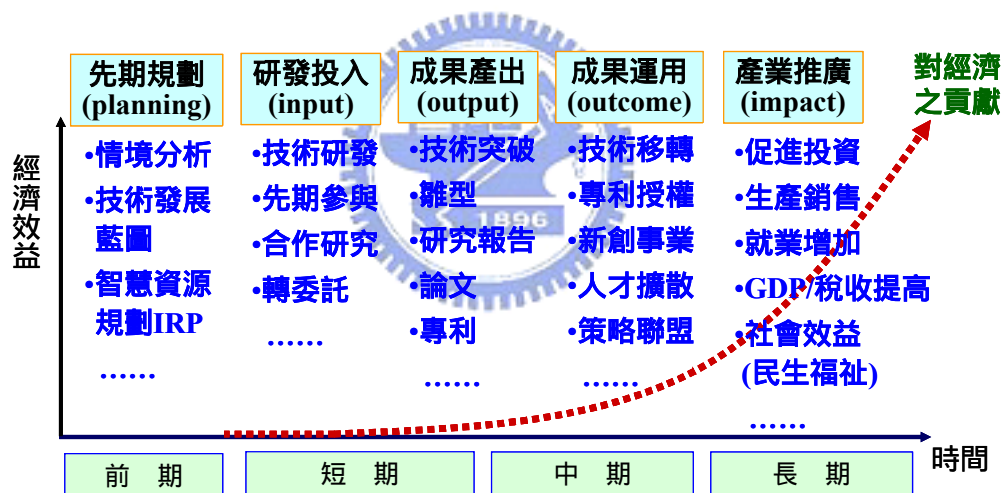 先期規劃
(planning)
研發投入
(input)
成果產出
(output)
成果運用
(outcome)
產業推廣
(impact)
對經濟
之貢獻
經濟效益
•情境分析
•技術發展
藍圖
•智慧資源
規劃IRP
……
•技術研發
•先期參與
•合作研究
•轉委託
……
•技術突破
•雛型
•研究報告
•論文
•專利
……
•技術移轉
•專利授權
•新創事業
•人才擴散
•策略聯盟
……
•促進投資
•生產銷售
•就業增加
•GDP/稅收提高
•社會效益
(民生福祉)
……
1896
時間
前 期
短 期
中 期
長 期